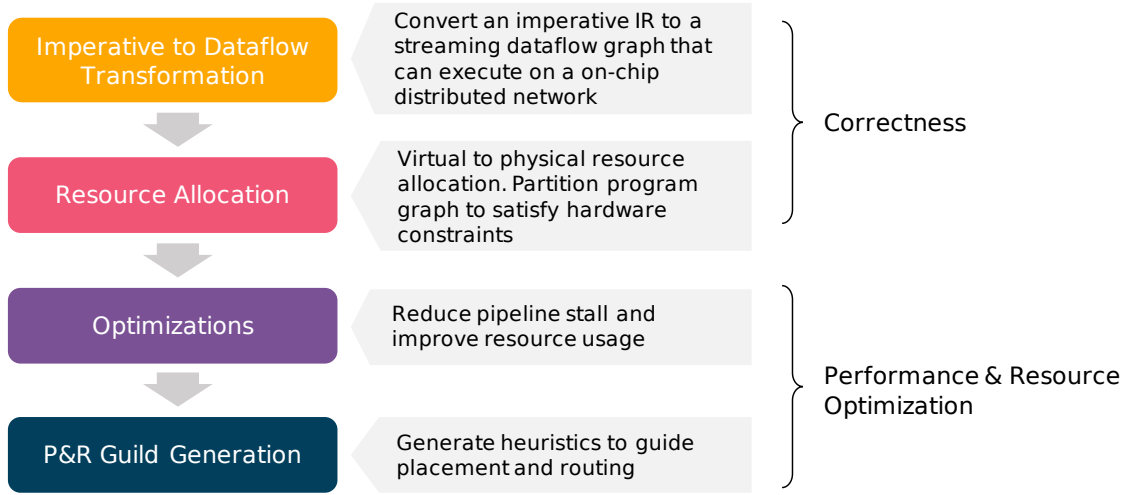 Imperative to Dataflow
Transformation
Convert an imperative IR to a
streaming dataflow graph that
can execute on a on-chip
distributed network
Correctness
Resource Allocation
Virtual to physical resource
allocation. Partition program
graph to satisfy hardware
constraints
Optimizations
Reduce pipeline stall and
improve resource usage
Performance & Resource
Optimization
P&R Guild Generation
Generate heuristics to guide
placement and routing